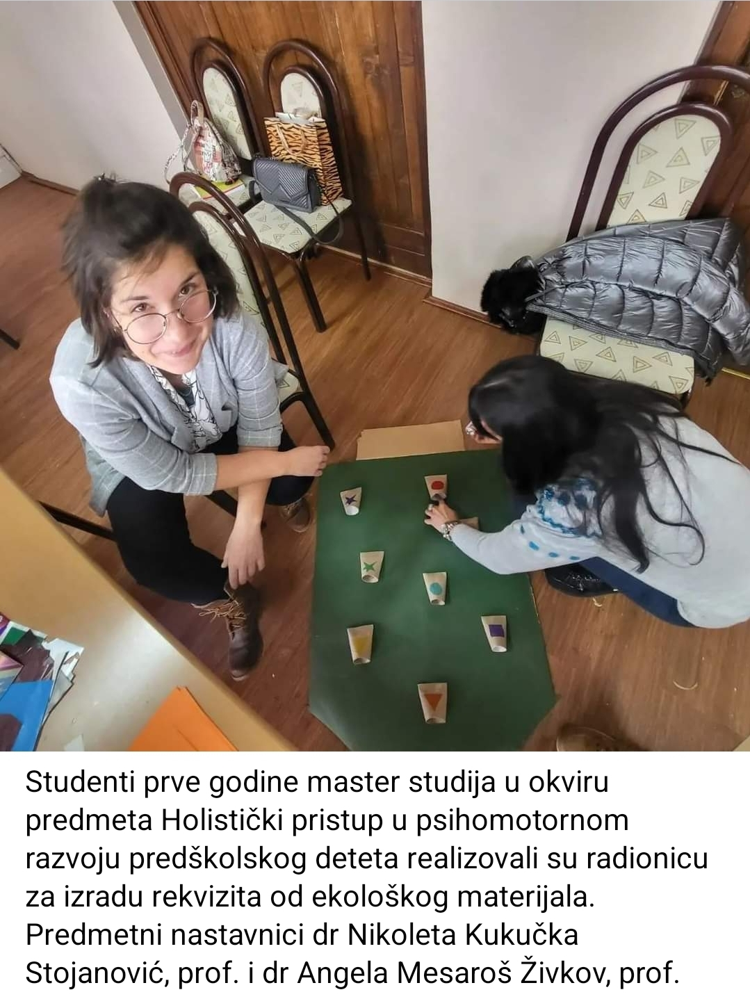 Studenti prve godine master studija u okviru
predmeta Holistički pristup u psihomotornom
razvoju predškolskog deteta realizovali su radionicu
za izradu rekvizita od ekološkog materijala.
Predmetni nastavnici dr Nikoleta Kukučka
Stojanović, prof. i dr Angela Mesaroš Živkov, prof.